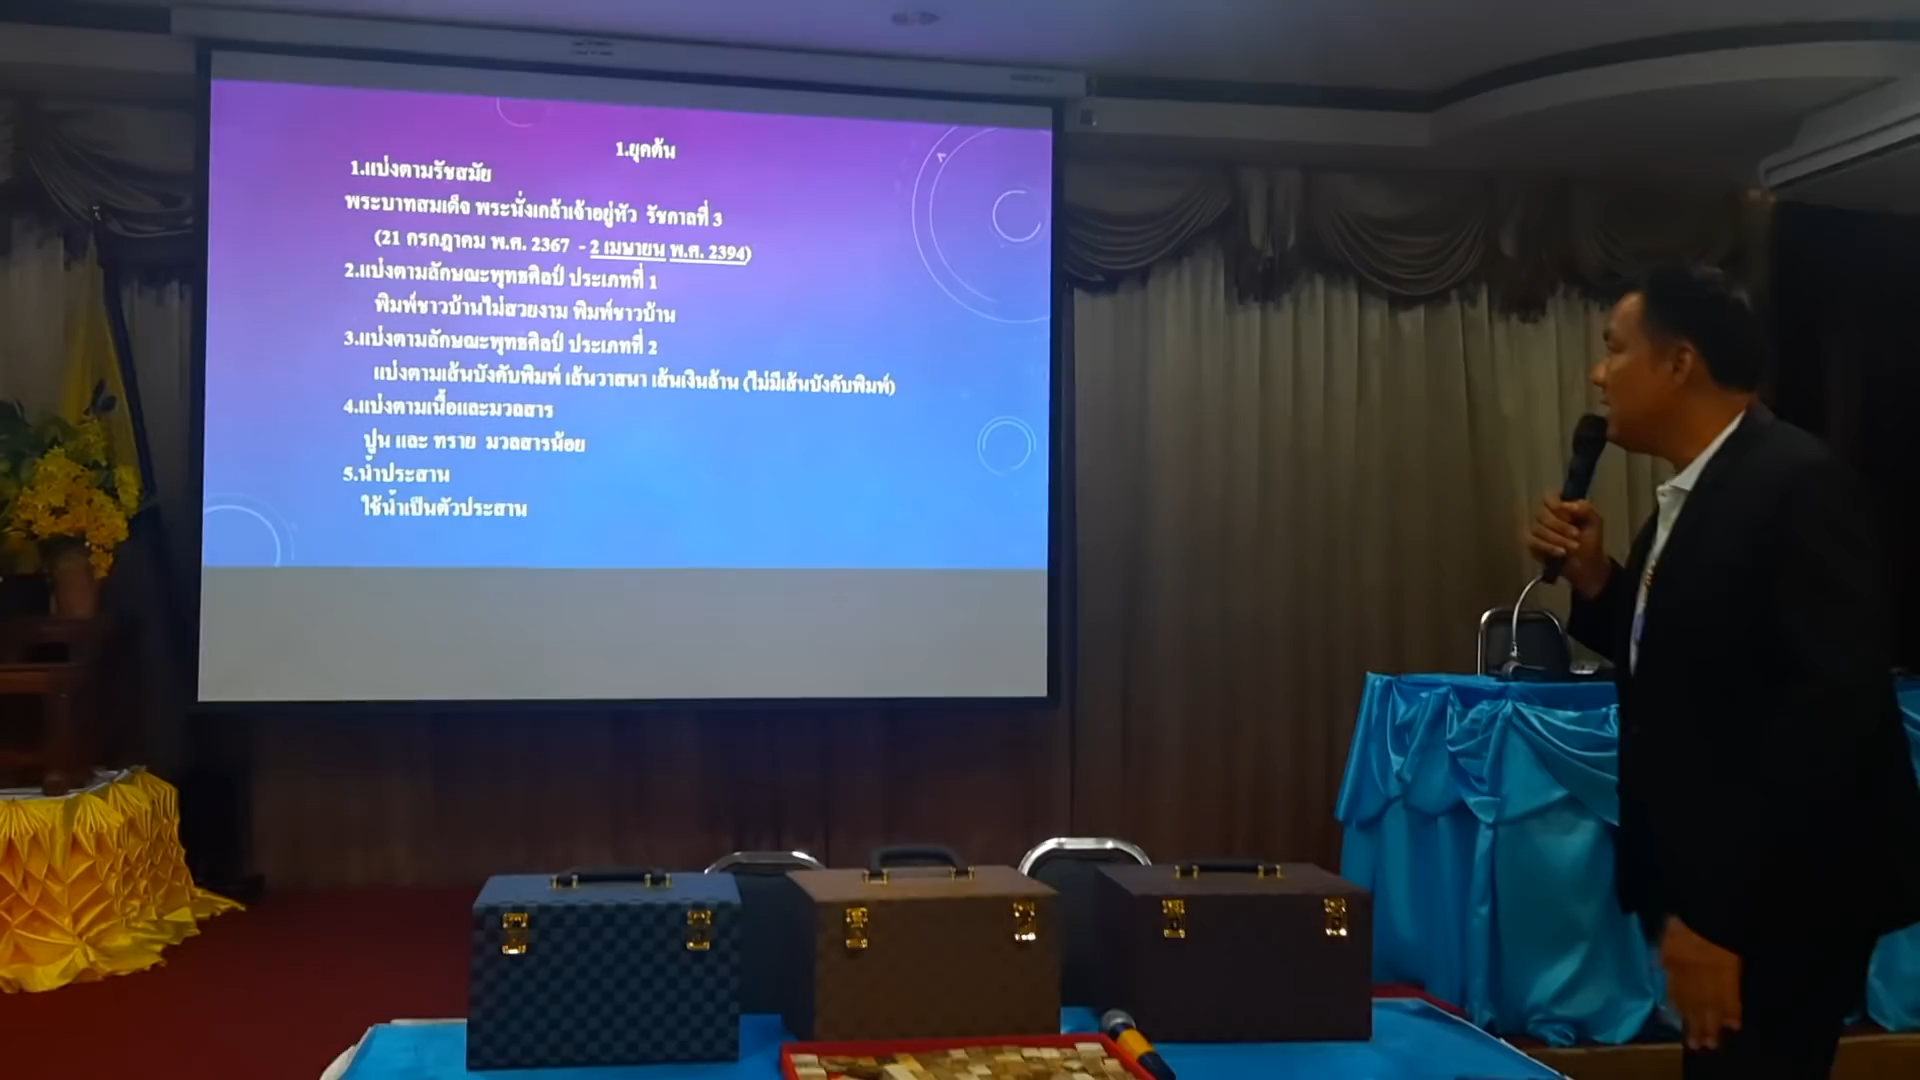 1.ยุคต้น
1.แบ่งตามรัชสมัย
พระบาทสมเด็จ พระนั่งเกล้าเจ้าอยู่หัว รัชกาลที่ 3
(21 กรกฎาคม พ.ศ. 2367 - 2 เมษายน พ.ศ. 2394)
2.แบ่งตามลักษณะพุทธศิลป์ ประเภทที่ 1
พิมพ์ชาวบ้านไม่สวยงาม พิมพ์ชาวบ้าน
3.แบ่งตามลักษณะพุทธศิลป์ ประเภทที่ 2
แบ่งตามเส้นบังคับพิมพ์ เส้นวาสนา เส้นเงินล้าน (ไม่มีเส้นบังคับพิมพ์)
4.แบ่งตามเนื้อและมวลสาร
ปูน และ ทราย มวลสารน้อย
5.น้ำประสาน
ใช้น้ำเป็นตัวประสาน